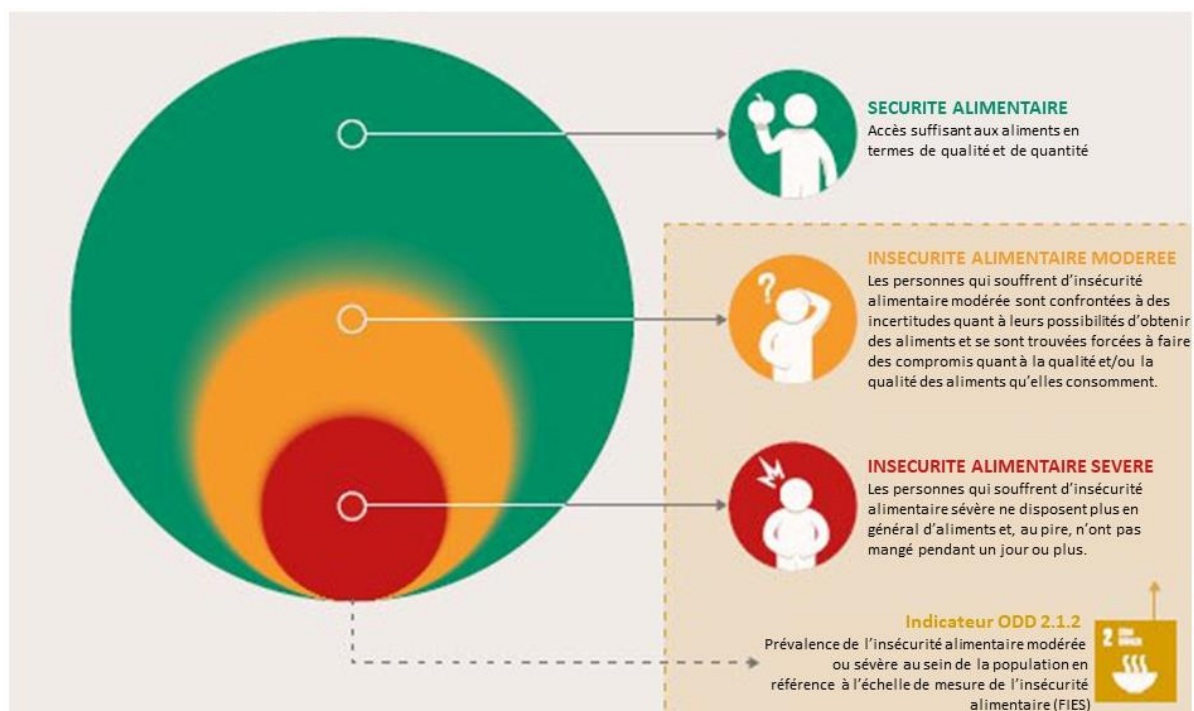 SECURITE ALIMENTAIRE
Accès suffisant aux aliments en
termes de qualité et de quantité
INSECURITE ALIMENTAIRE MODEREE
Les personnes qui souffrent d’insécurité
alimentaire modérée sont confrontées à des
incertitudes quant à leurs possibilités d’obtenir
des aliments et se sont trouvées forcées à faire
des compromis quant à la qualité et/ou la
qualité des aliments qu’elles consomment.
INSECURITE ALIMENTAIRE SEVERE
Les personnes qui souffrent d’insécurité
alimentaire sévère ne disposent plus en
général d’aliments et, au pire, n’ont pas
mangé pendant un jour ou plus.
Indicateur ODD 2.1.2
Prévalence de l’insécurité alimentaire modérée
ou sévère au sein de la population en
référence à l’échelle de mesure de l’insécurité
alimentaire (FIES)
2